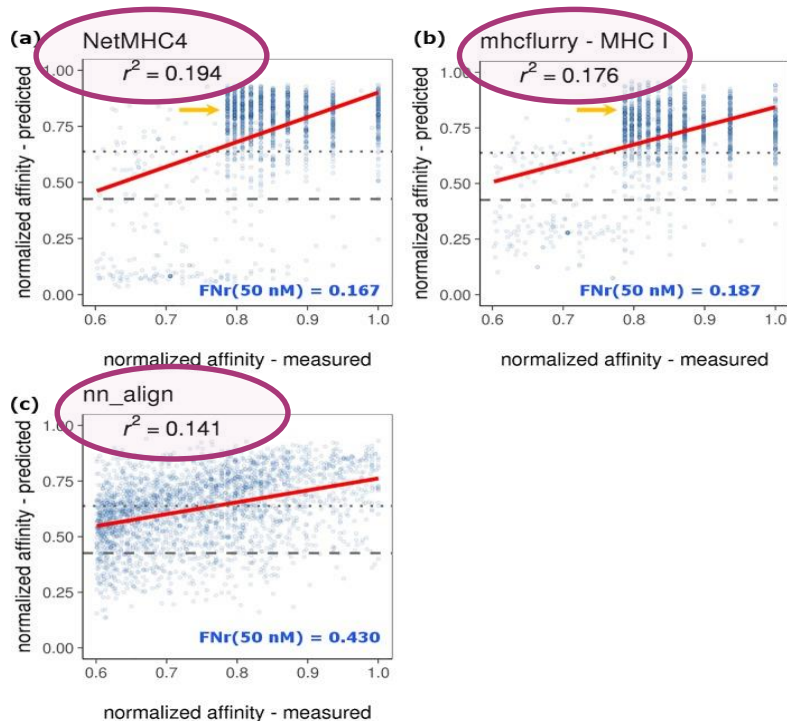 (a) NetMHC4
r² = 0.194
normalized affinity - predicted
1.00
0.75
0.50
0.25
0.00
FNr(50 nM) = 0.167
0.6 0.7 0.8 0.9 1.0
normalized affinity - measured
(b) mhcflurry - MHC I
r² = 0.176
normalized affinity - predicted
1.00
0.75
0.50
0.25
0.00
FNr(50 nM) = 0.187
0.6 0.7 0.8 0.9 1.0
normalized affinity - measured
(c) nn_align
r² = 0.141
normalized affinity - predicted
1.00
0.75
0.50
0.25
0.00
FNr(50 nM) = 0.430
0.6 0.7 0.8 0.9 1.0
normalized affinity - measured